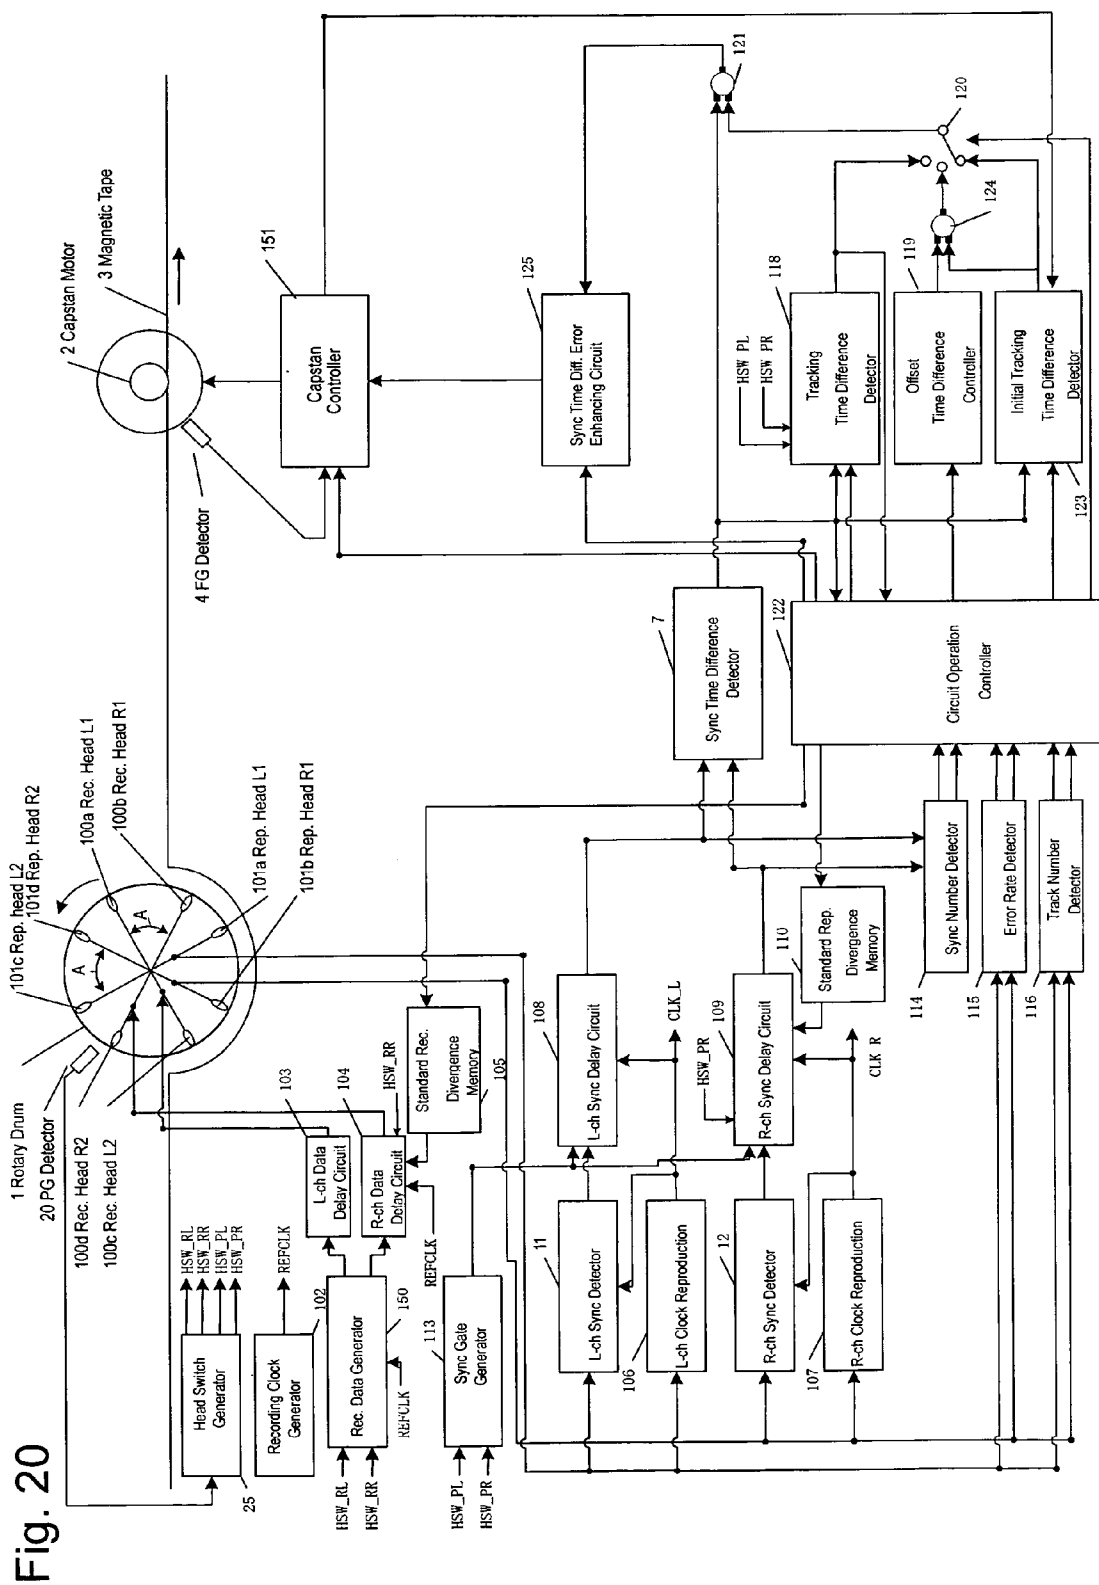 Fig. 20
1 Rotary Drum
20 PG Detector
100d Rec. Head R2
100c Rec. Head L2
101c Rep. head L2
101d Rep. Head R2
100a Rec. Head L1
100b Rec. Head R1
101a Rep. Head L1
101b Rep. Head R1
A
A
2 Capstan Motor
3 Magnetic Tape
4 FG Detector
Head Switch
Generator
25
HSW_RL
HSW_RR
HSW_PL
HSW_PR
Recording Clock
Generator
102
REFCLK
HSW_RL
HSW_RR
Rec. Data Generator
150
REFCLK
L-ch Data
Delay Circuit
103
R-ch Data
Delay Circuit
104
HSW_RR
REFCLK
Standard Rec.
Divergence
Memory
105
Capstan
Controller
151
Sync Time Diff. Error
Enhancing Circuit
125
121
HSW_PL
HSW_PR
Sync Gate
Generator
113
L-ch Sync Detector
11
L-ch Clock Reproduction
106
R-ch Sync Detector
12
R-ch Clock Reproduction
107
L-ch Sync Delay Circuit
108
CLK_L
HSW_PR
R-ch Sync Delay Circuit
109
CLK R
Standard Rep.
Divergence
Memory
110
Sync Time Difference
Detector
7
Sync Number Detector
114
Error Rate Detector
115
Track Number
Detector
116
Circuit Operation
Controller
122
HSW PL
HSW PR
Tracking
Time Difference
Detector
118
Offset
Time Difference
Controller
119
Initial Tracking
Time Difference
Detector
123
124
120